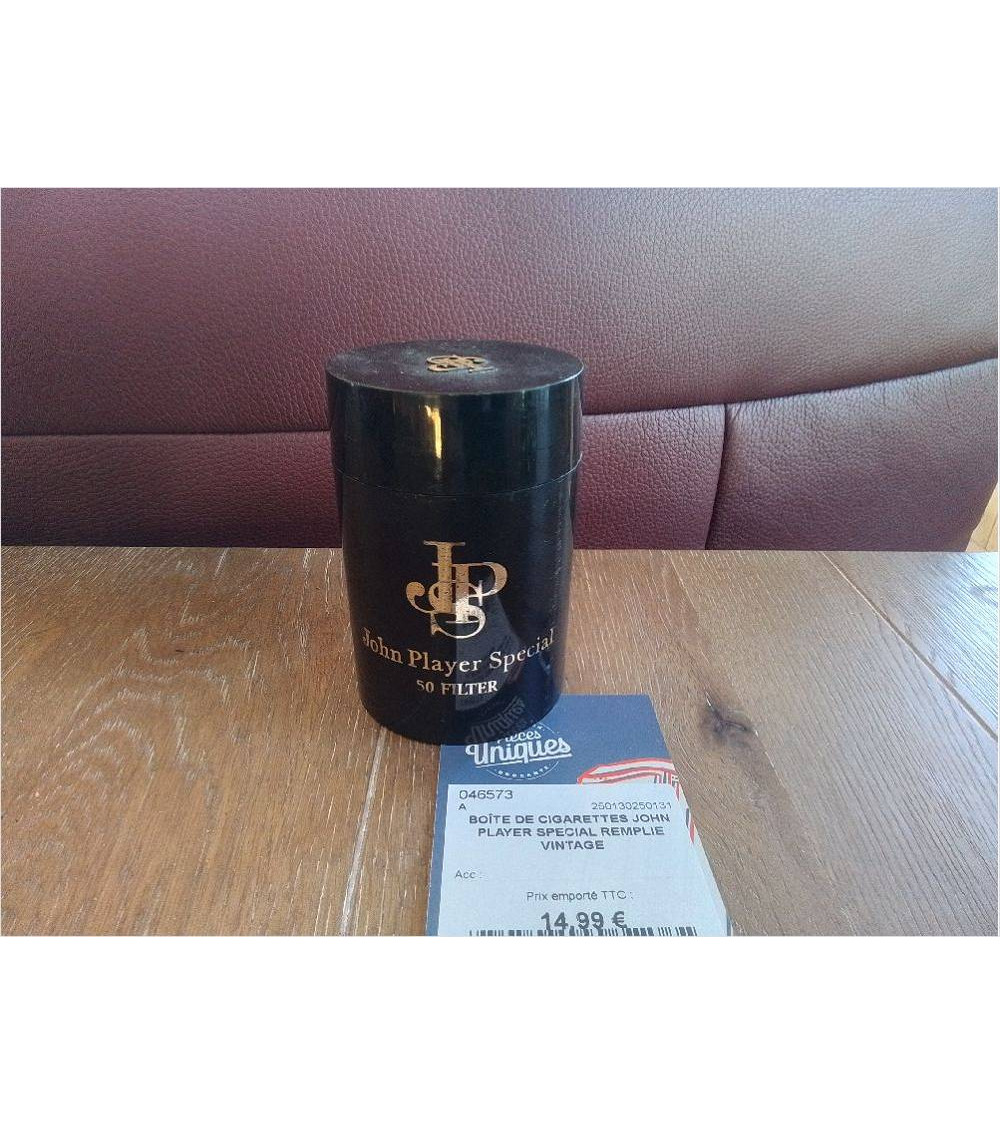 JPS
John Player Special
50 FILTER
Pièces
Uniques
BROCANTE
046573
A 250130250131
BOÎTE DE CIGARETTES JOHN
PLAYER SPECIAL REMPLIE
VINTAGE
Acc :
Prix emporté TTC :
14,99 €